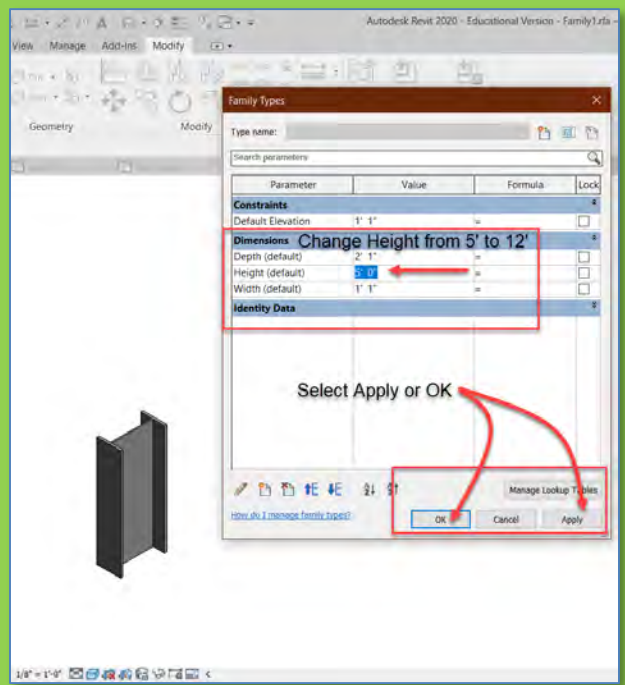 Autodesk Revit 2020 - Educational Version - Family1.rfa -
View Manage Add-Ins Modify
Geometry Modify
Family Types
Type name:
Search parameters
Parameter Value Formula Lock
Constraints
Default Elevation 1' 1" =
Dimensions Change Height from 5' to 12'
Depth (default) 2' 1"
Height (default) 5' 0" =
Width (default) 1' 1" =
Identity Data
Select Apply or OK
Manage Lookup Tables
How do I manage family types?
OK Cancel Apply
1/8" = 1'-0"